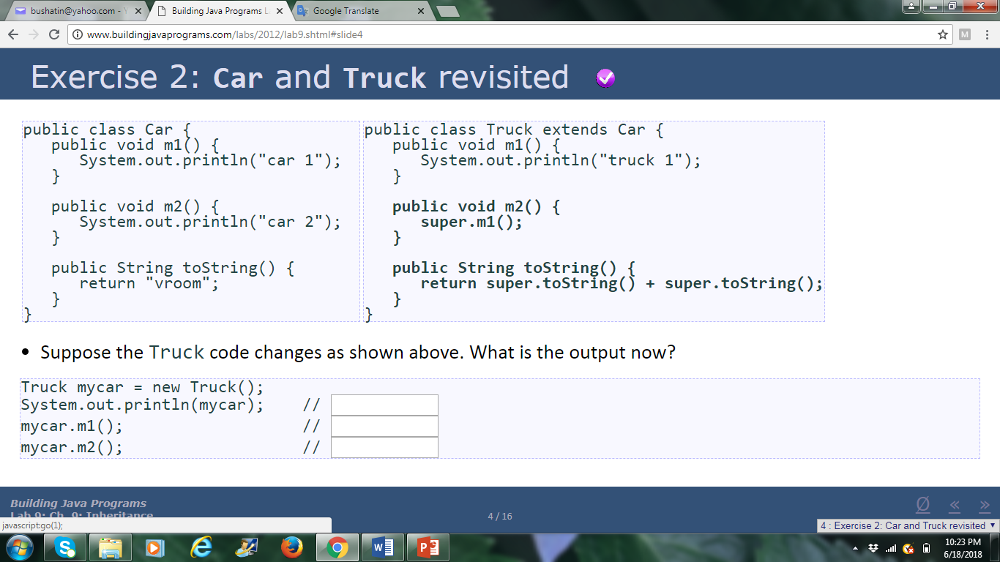 bushatin@yahoo.com - Y
Building Java Programs L
Google Translate
www.buildingjavaprograms.com/labs/2012/lab9.shtml#slide4
M
Exercise 2: Car and Truck revisited
public class Car {
public void m1() {
System.out.println("car 1");
}
public void m2() {
System.out.println("car 2");
}
public String toString() {
return "vroom";
}
}
public class Truck extends Car {
public void m1() {
System.out.println("truck 1");
}
public void m2() {
super.m1();
}
public String toString() {
return super.toString() + super.toString();
}
}
• Suppose the Truck code changes as shown above. What is the output now?
Truck mycar = new Truck();
System.out.println(mycar); //
mycar.m1(); //
mycar.m2(); //
Building Java Programs
Lab 9: Ch. 9: Inheritance
4 / 16
Ø « »
javascript:go(1);
4 : Exercise 2: Car and Truck revisited
10:23 PM
6/18/2018